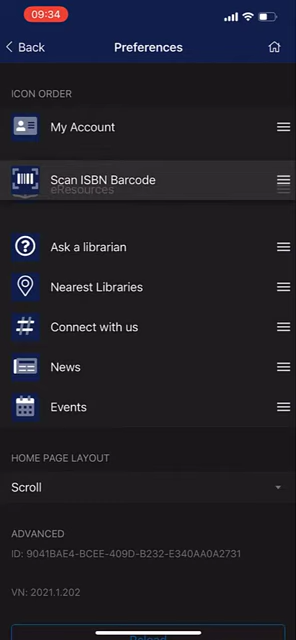 09:34
Back
Preferences
ICON ORDER
My Account
Scan ISBN Barcode
eResources
Ask a librarian
Nearest Libraries
Connect with us
News
Events
HOME PAGE LAYOUT
Scroll
ADVANCED
ID: 9041BAE4-BCEE-409D-B232-E340AA0A2731
VN: 2021.1.202
Reload